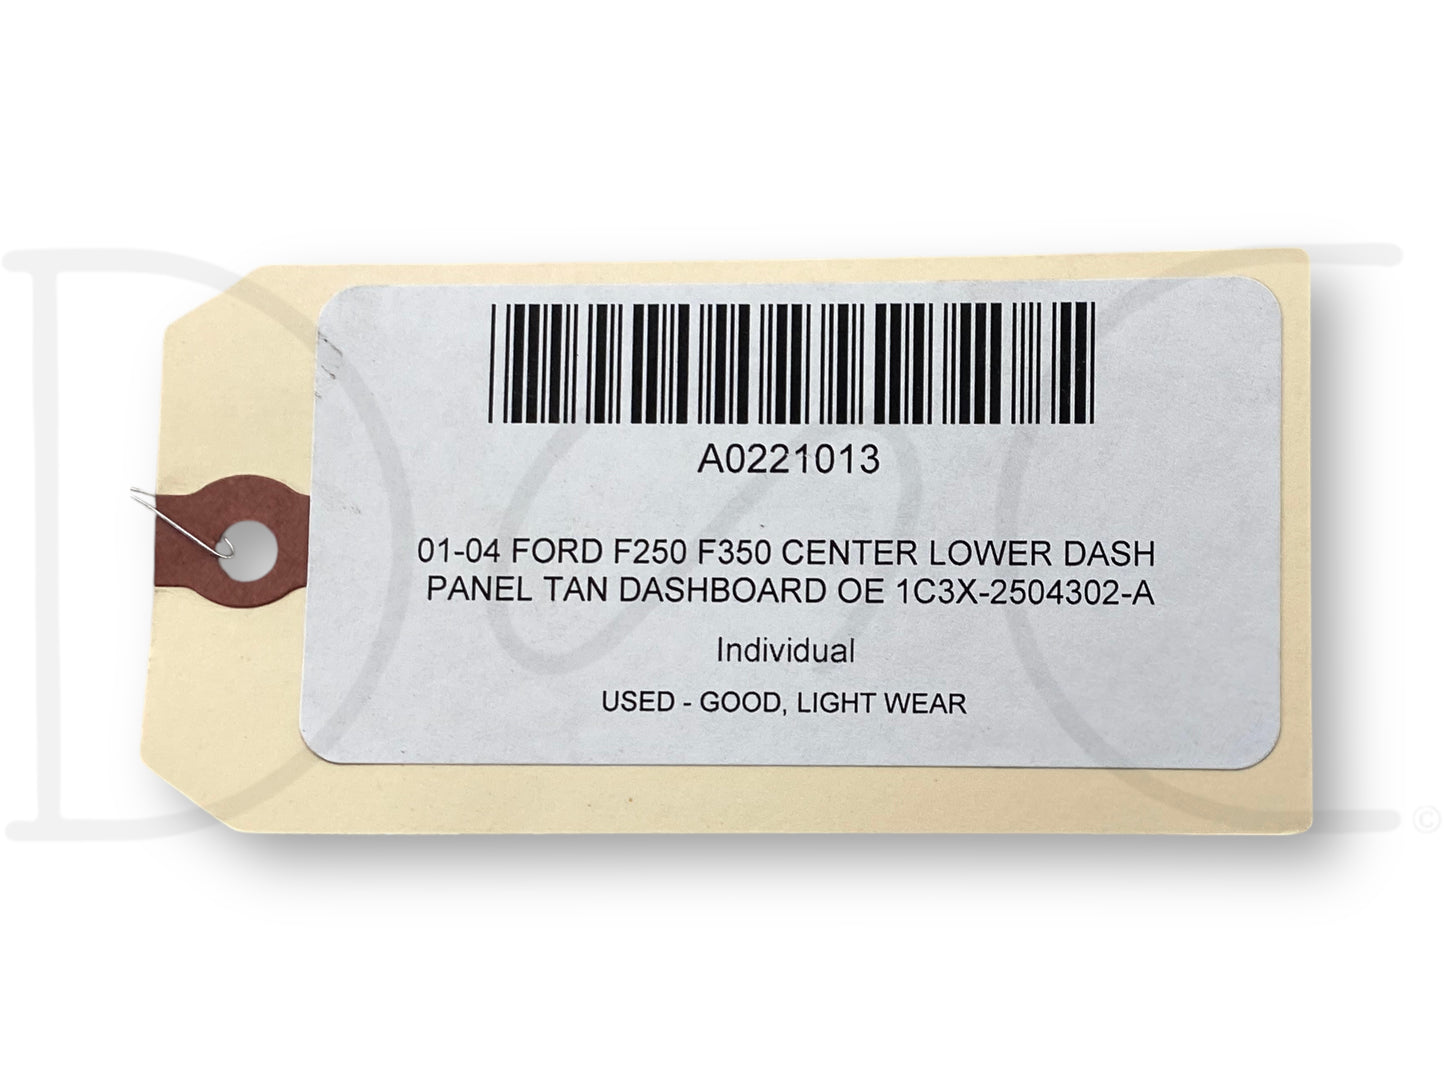 A0221013
01-04 FORD F250 F350 CENTER LOWER DASH
PANEL TAN DASHBOARD OE 1C3X-2504302-A
Individual
USED - GOOD, LIGHT WEAR
©